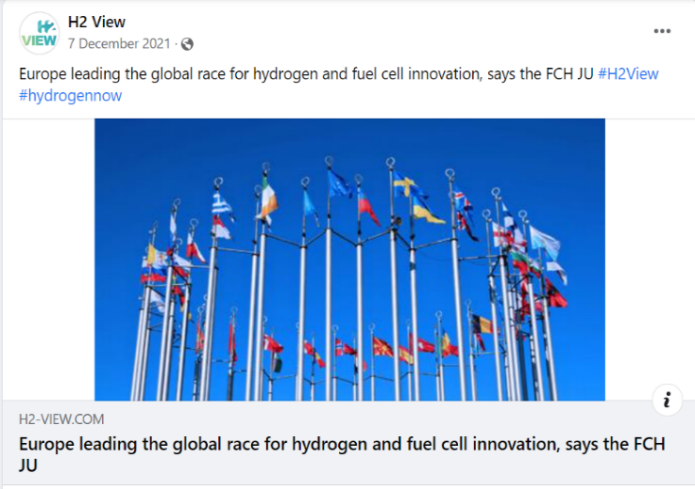 H2
VIEW
H2 View
7 December 2021 ·
Europe leading the global race for hydrogen and fuel cell innovation, says the FCH JU #H2View
#hydrogennow
H2-VIEW.COM
Europe leading the global race for hydrogen and fuel cell innovation, says the FCH
JU